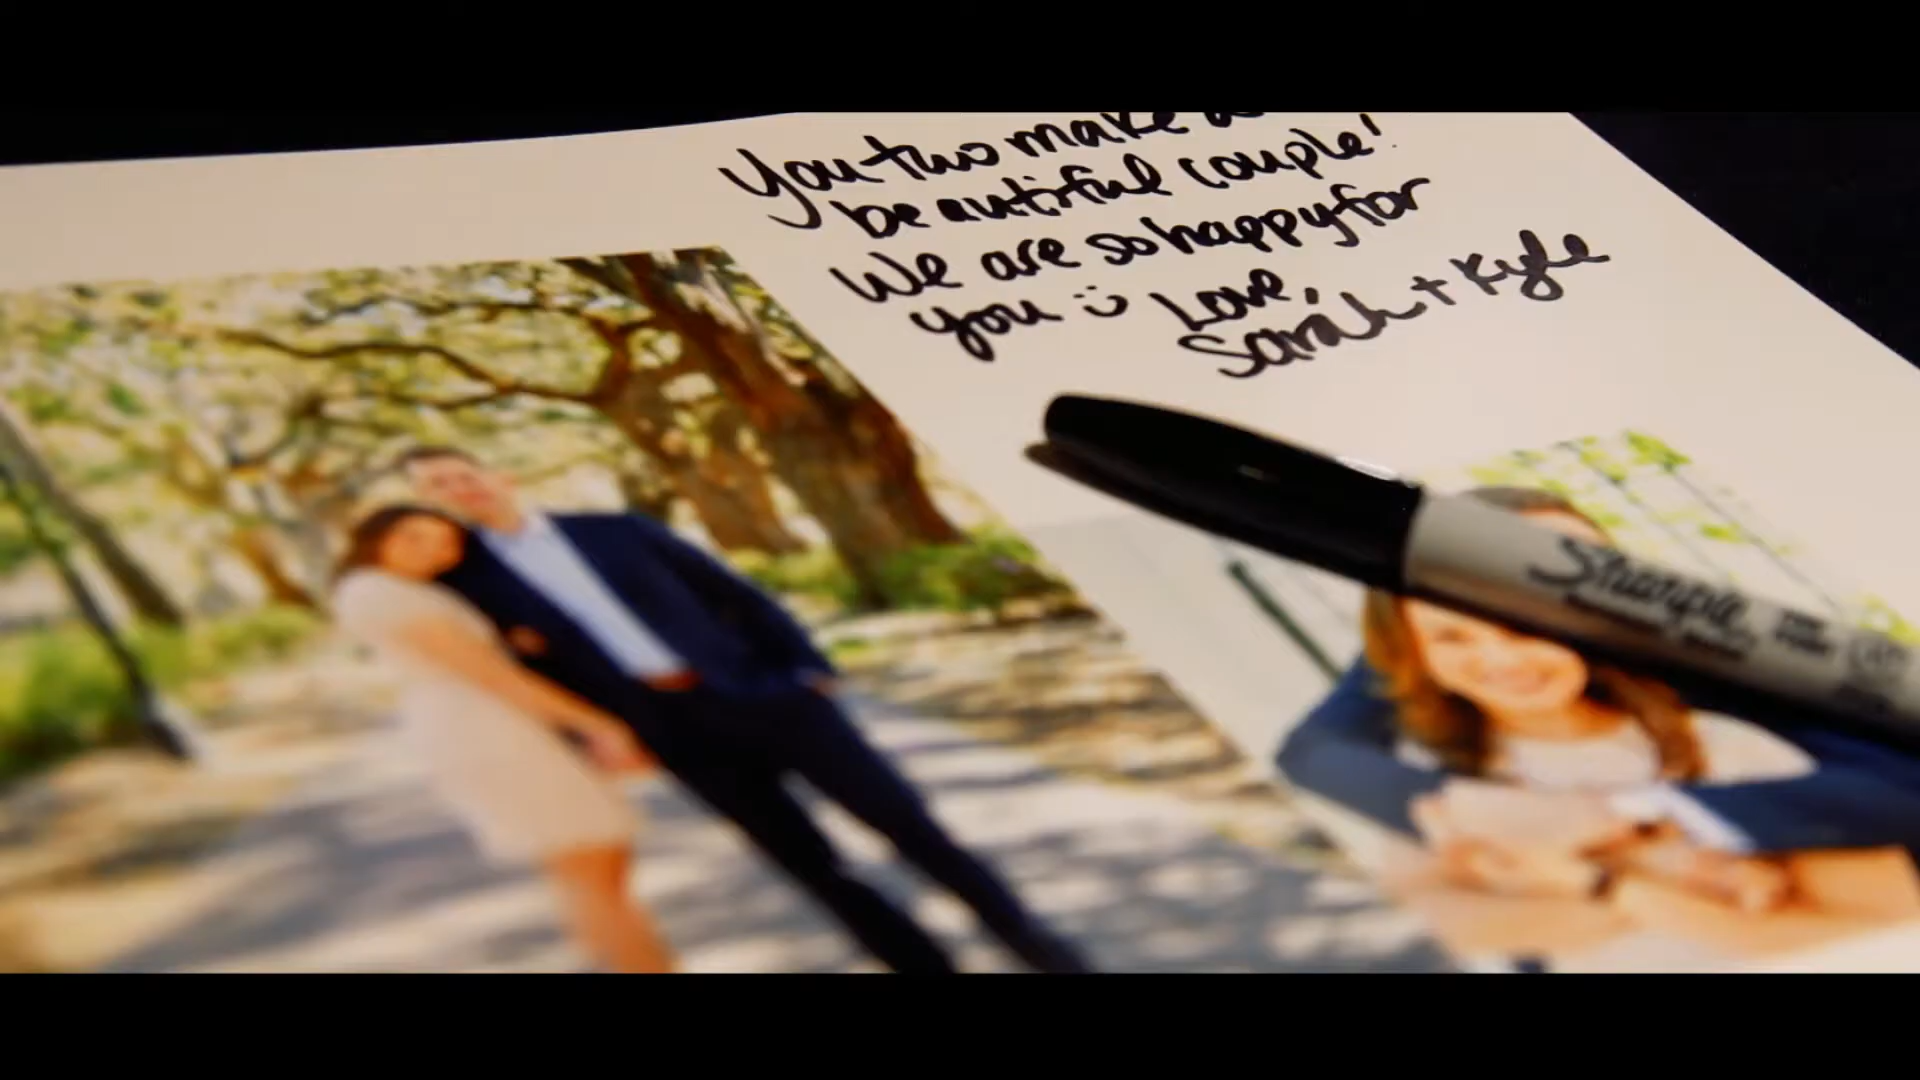 You two make a
beautiful couple!
We are so happy for
you :) Love,
Sarah + Kyle
Sharpie